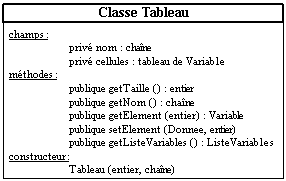 Classe Tableau
champs :
privé nom : chaîne
privé cellules : tableau de Variable
méthodes :
publique getTaille () : entier
publique getNom () : chaîne
publique getElement (entier) : Variable
publique setElement (Donnee, entier)
publique getListeVariables () : ListeVariables
constructeur :
Tableau (entier, chaîne)